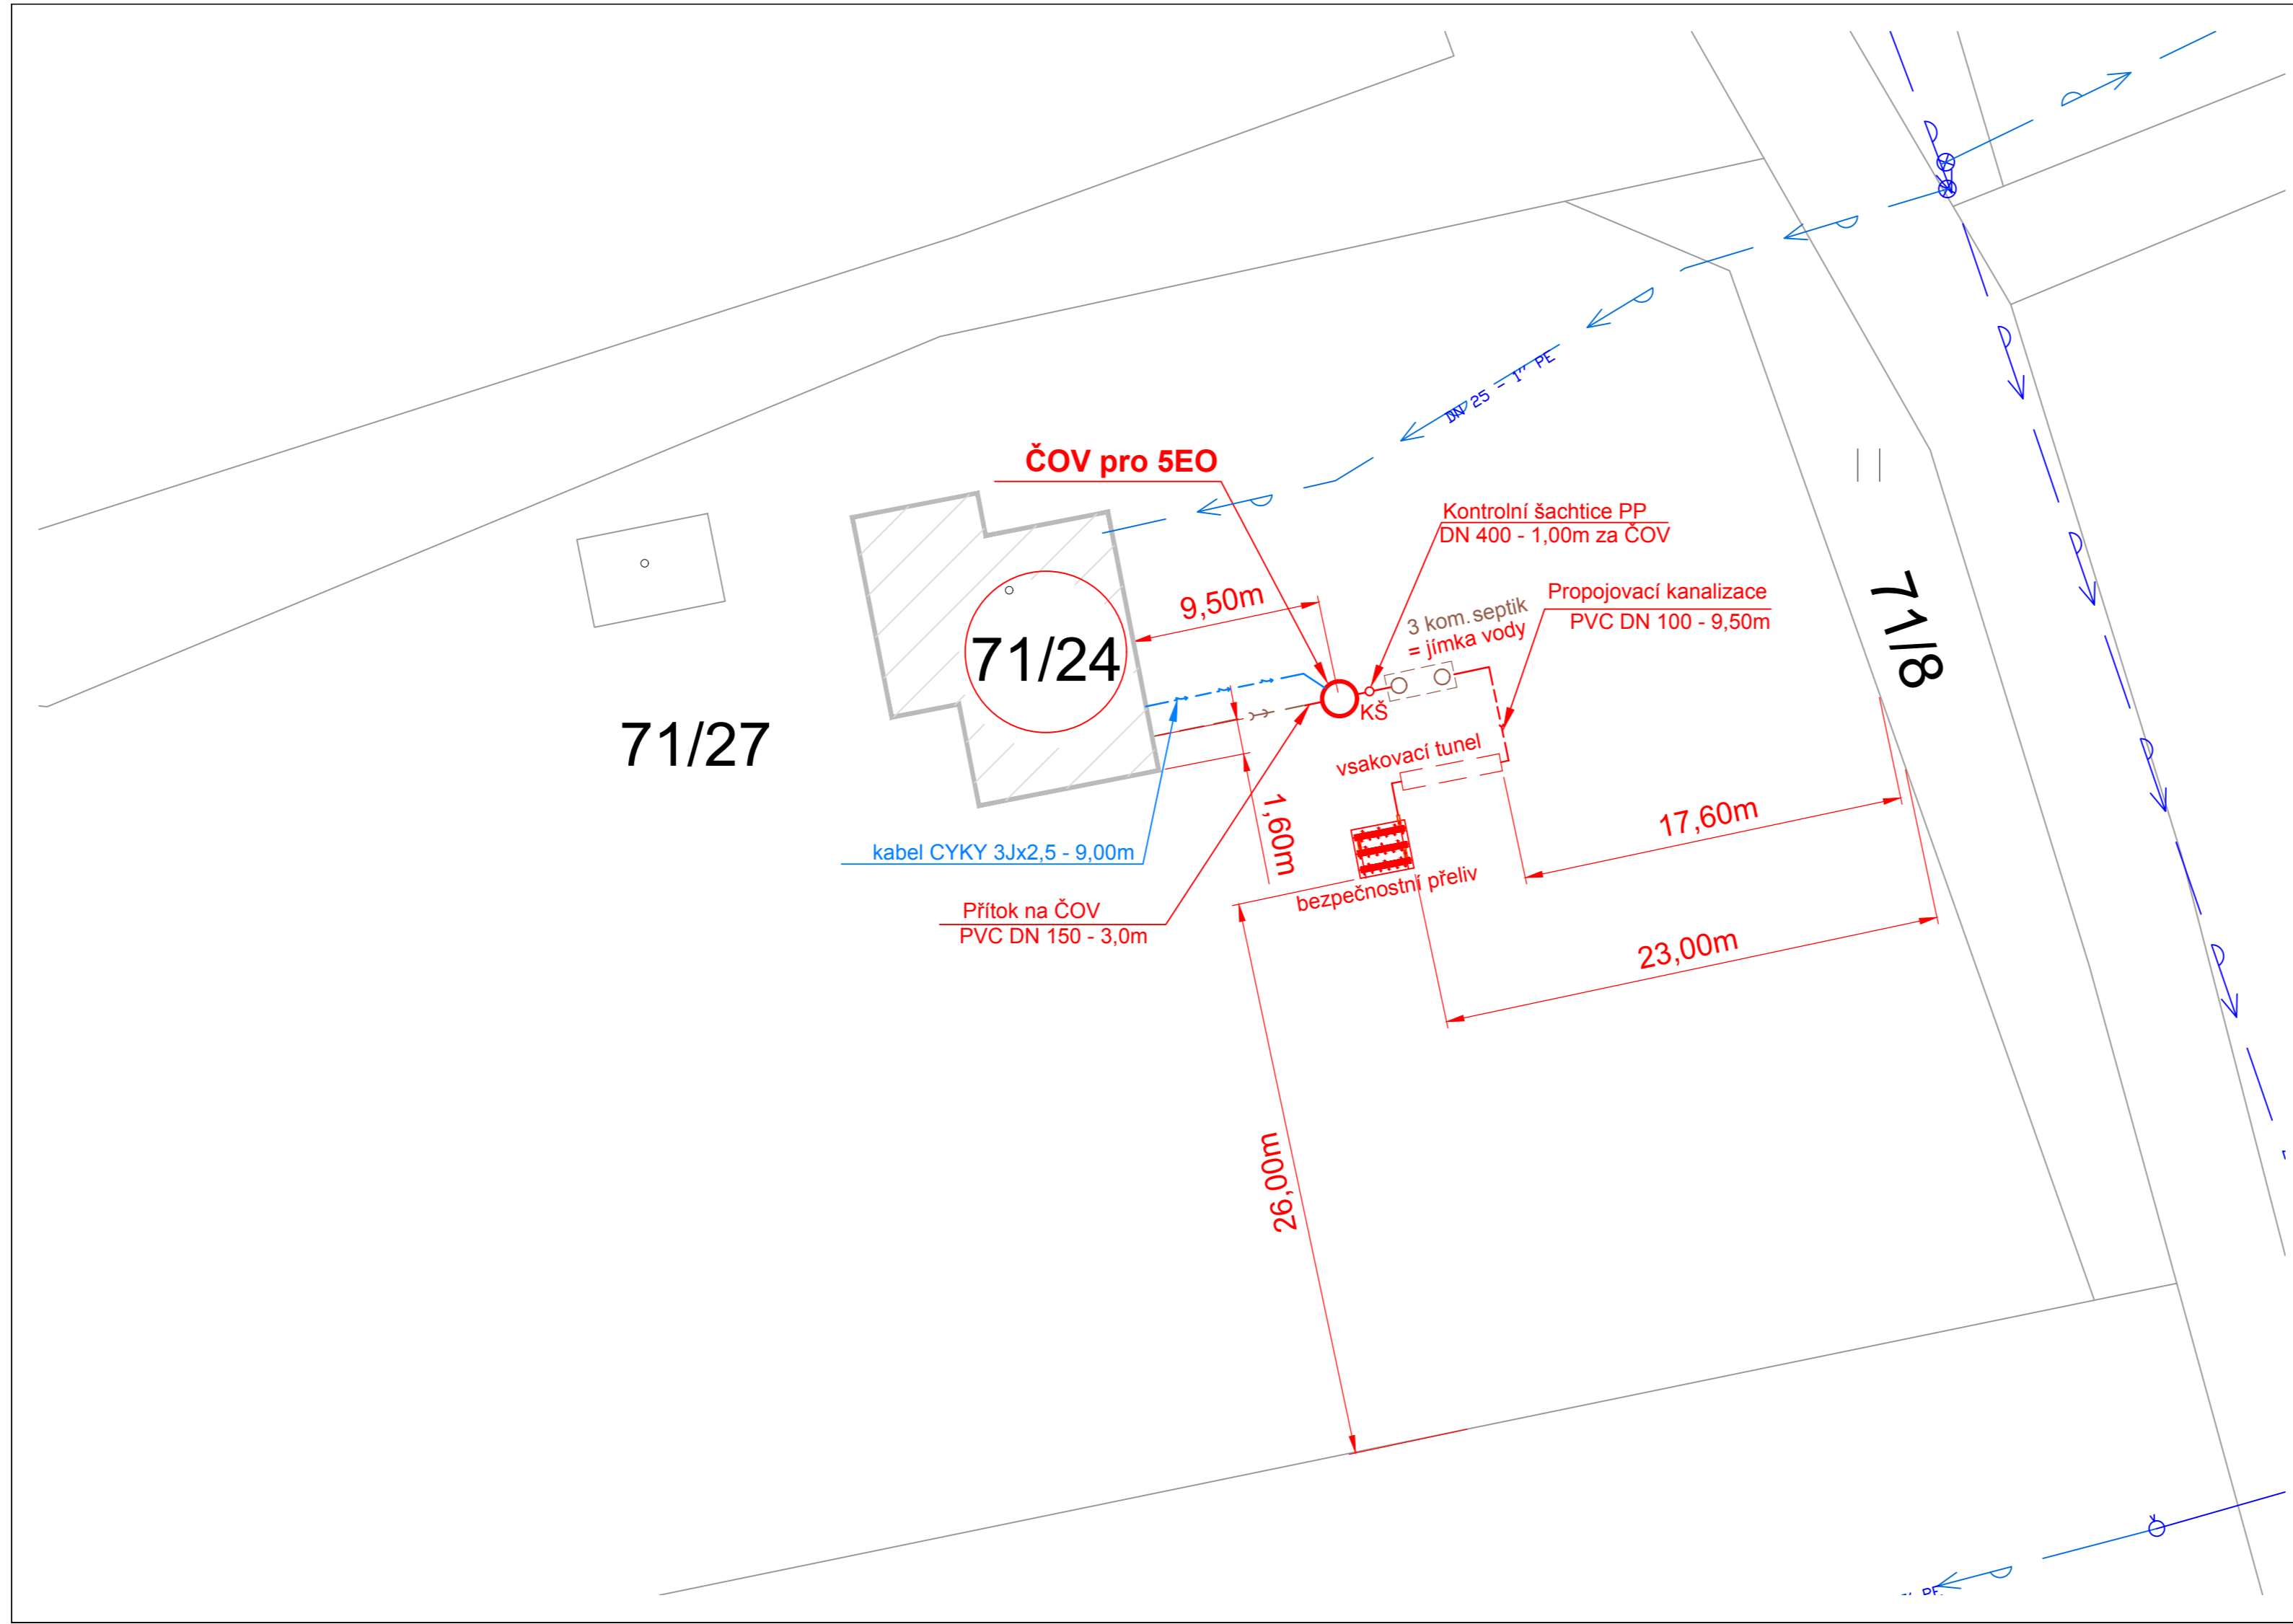 DN 25 - 1" PE
ČOV pro 5EO
Kontrolní šachtice PP
DN 400 - 1,00m za ČOV
9,50m
3 kom. septik
= jímka vody
Propojovací kanalizace
PVC DN 100 - 9,50m
71/8
71/24
KŠ
71/27
vsakovací tunel
1,60m
17,60m
kabel CYKY 3Jx2,5 - 9,00m
bezpečnostní přeliv
Přítok na ČOV
PVC DN 150 - 3,0m
23,00m
26,00m
PE